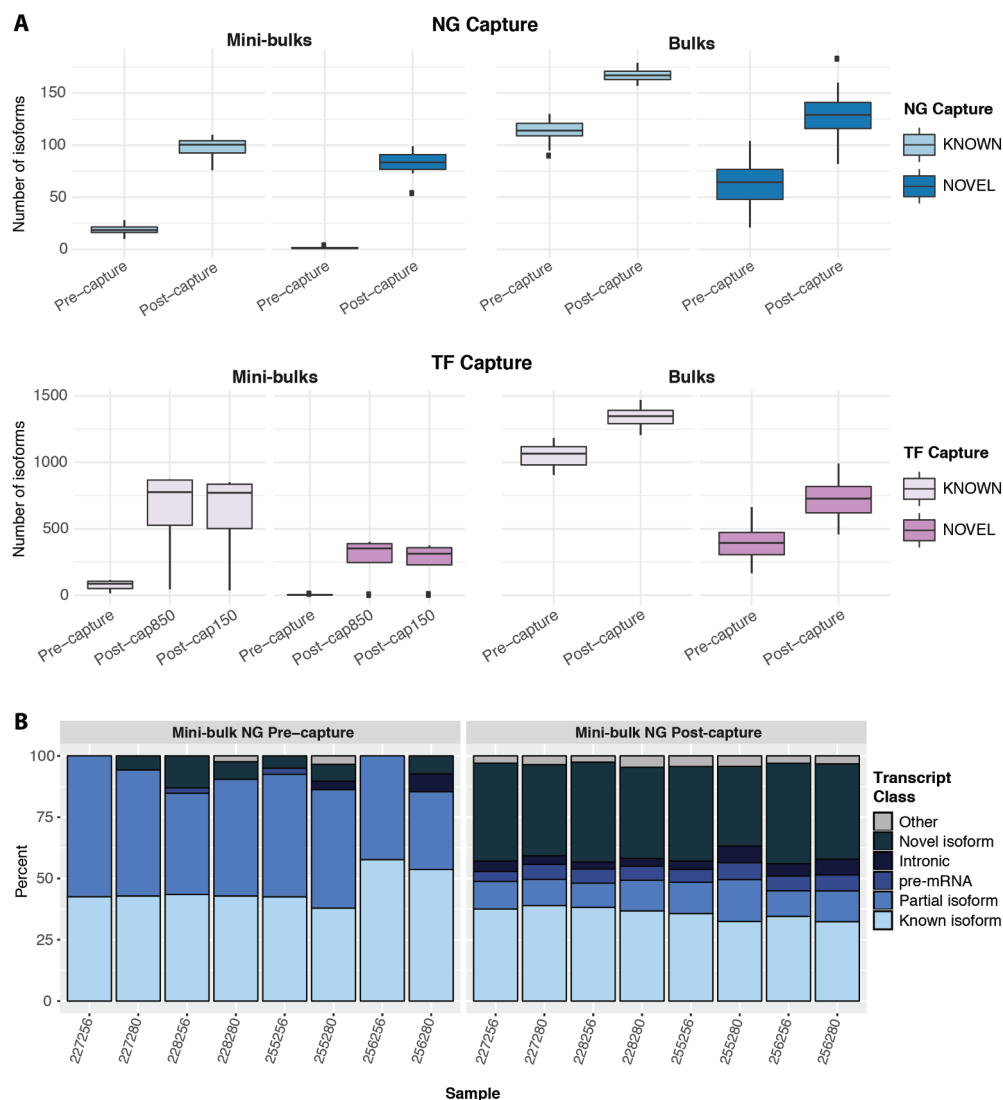 A
NG Capture
Mini-bulks
Bulks
Number of isoforms
150
100
50
0
Pre–capture
Post–capture
Pre–capture
Post–capture
Pre–capture
Post–capture
Pre–capture
Post–capture
NG Capture
KNOWN
NOVEL
TF Capture
Mini-bulks
Bulks
Number of isoforms
1500
1000
500
0
Pre–capture
Post–cap850
Post–cap150
Pre–capture
Post–cap850
Post–cap150
Pre–capture
Post–capture
Pre–capture
Post–capture
TF Capture
KNOWN
NOVEL
B
Mini–bulk NG Pre–capture
Mini-bulk NG Post-capture
Percent
100
75
50
25
0
227256
227280
228256
228280
255256
255280
256256
256280
227256
227280
228256
228280
255256
255280
256256
256280
Sample
Transcript
Class
Other
Novel isoform
Intronic
pre-mRNA
Partial isoform
Known isoform